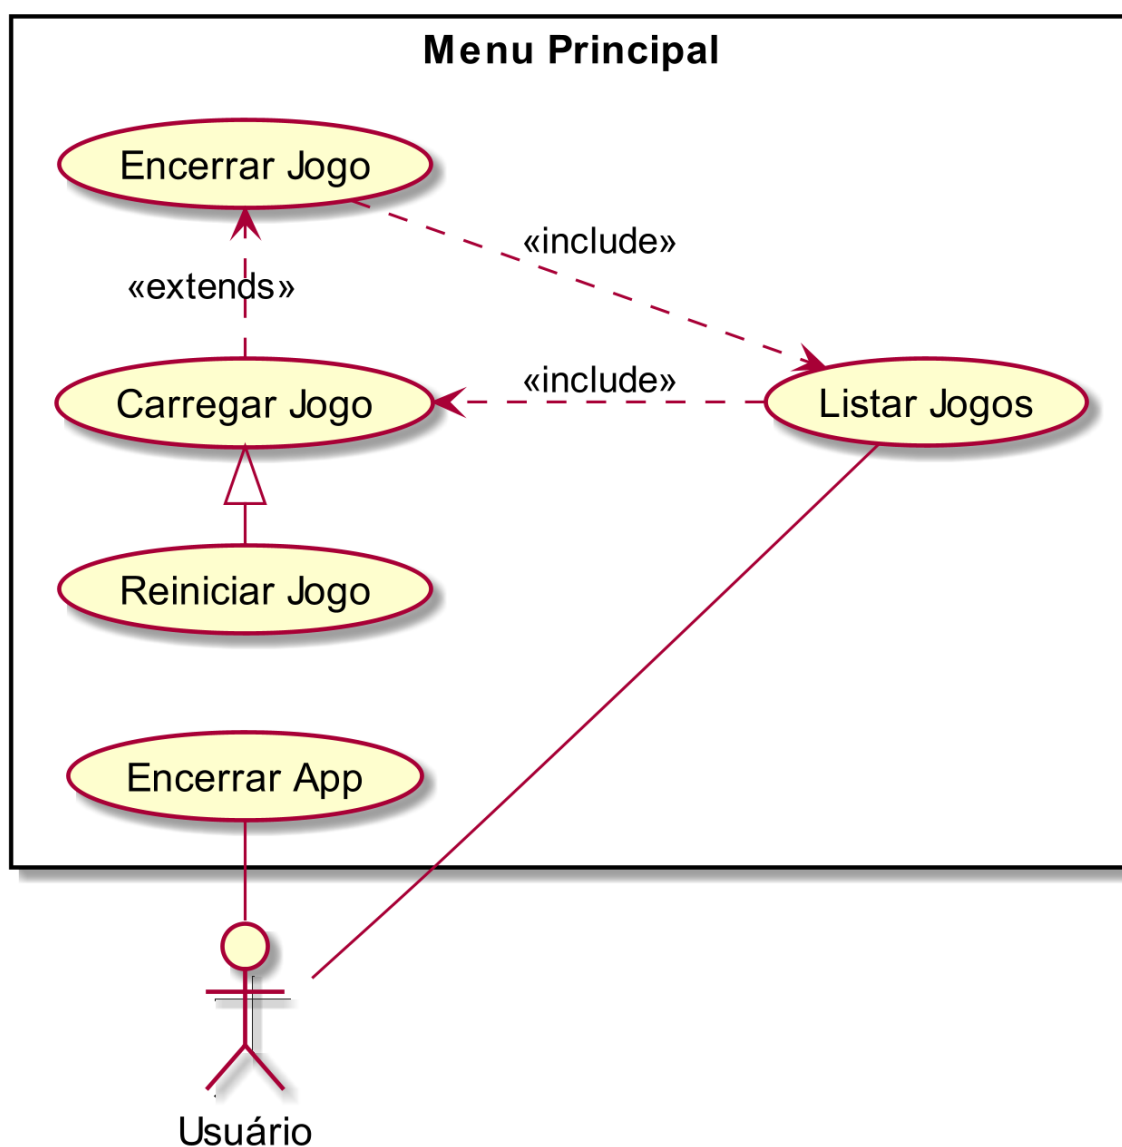 Menu Principal
Encerrar Jogo
«include»
«extends»
Carregar Jogo
«include»
Listar Jogos
Reiniciar Jogo
Encerrar App
Usuário